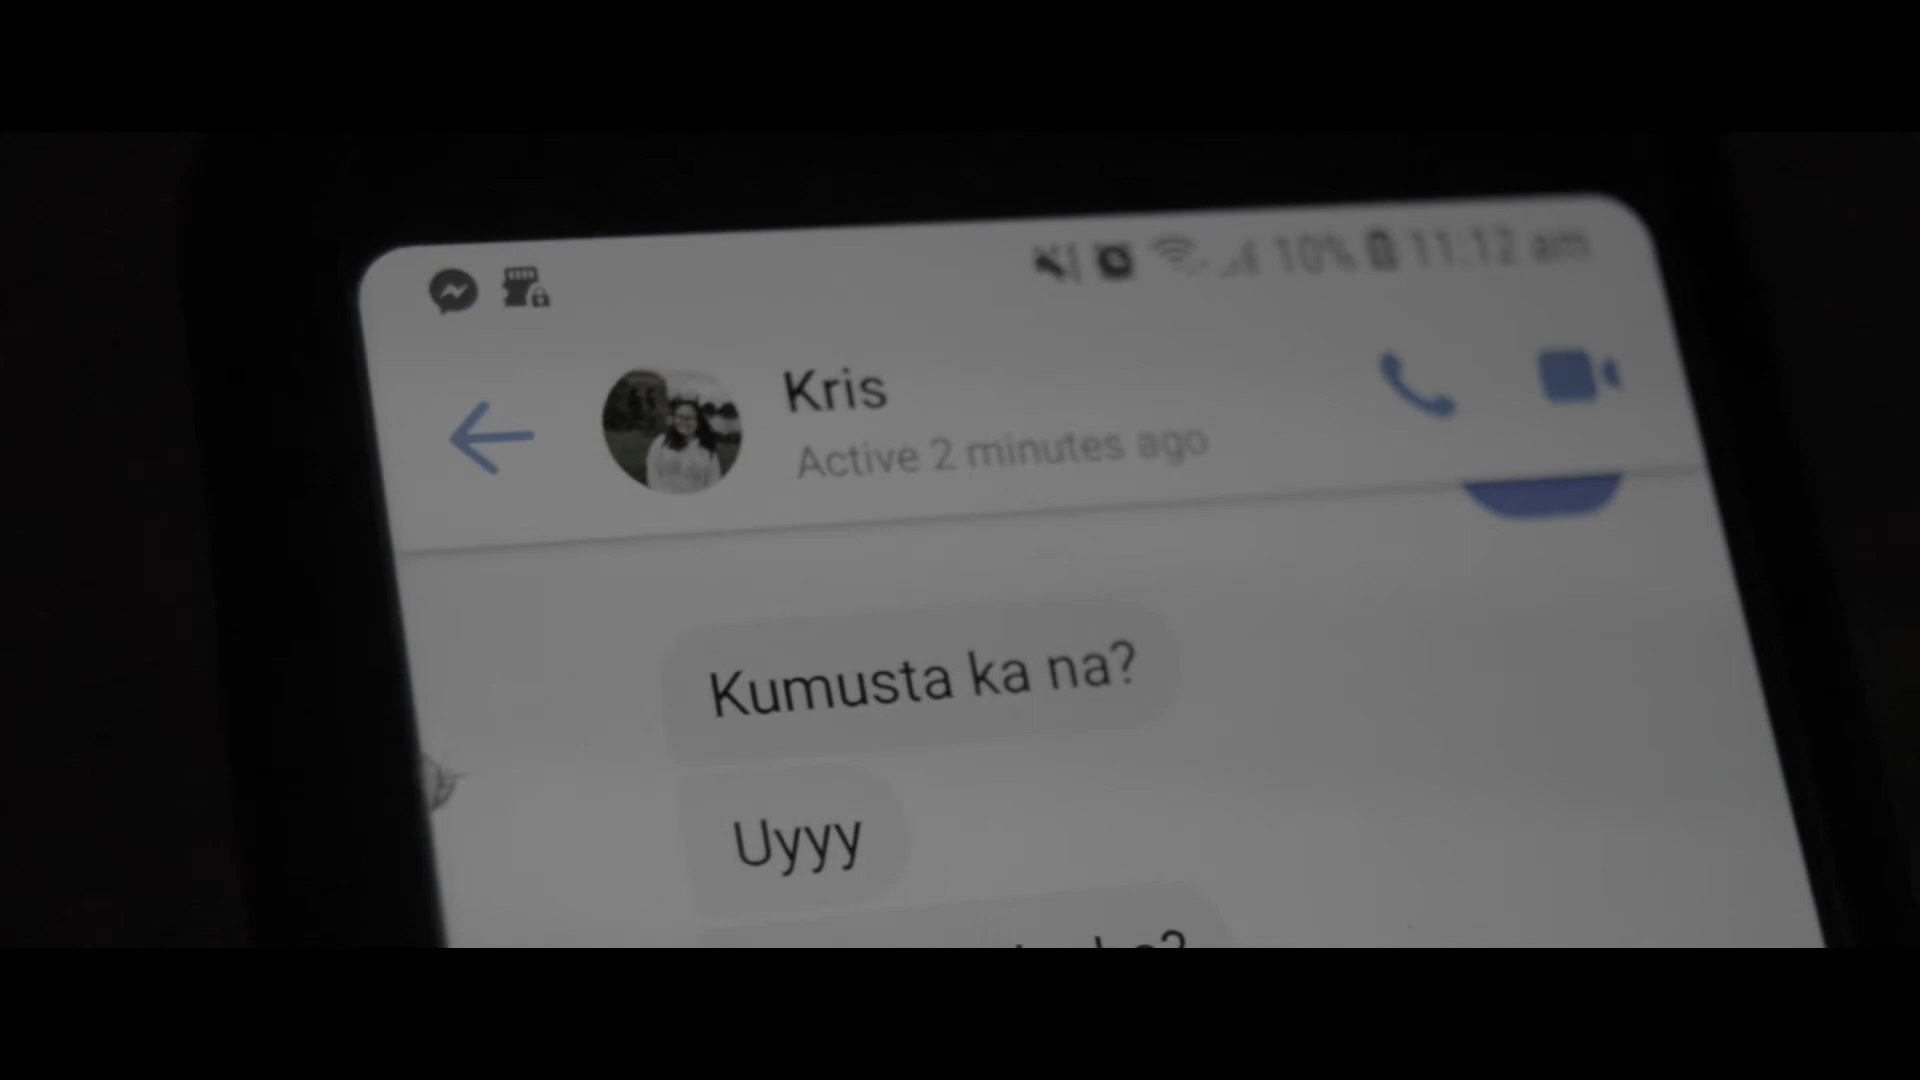 10% 11:12 am
Kris
Active 2 minutes ago
Kumusta ka na?
Uyyy